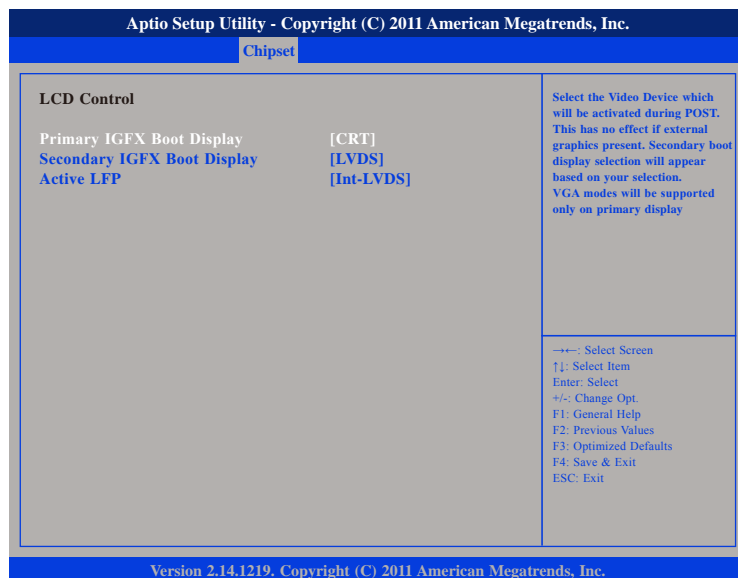 Aptio Setup Utility - Copyright (C) 2011 American Megatrends, Inc.
Chipset
LCD Control
Primary IGFX Boot Display [CRT]
Secondary IGFX Boot Display [LVDS]
Active LFP [Int-LVDS]
Select the Video Device which
will be activated during POST.
This has no effect if external
graphics present. Secondary boot
display selection will appear
based on your selection.
VGA modes will be supported
only on primary display
→←: Select Screen
↑↓: Select Item
Enter: Select
+/-: Change Opt.
F1: General Help
F2: Previous Values
F3: Optimized Defaults
F4: Save & Exit
ESC: Exit
Version 2.14.1219. Copyright (C) 2011 American Megatrends, Inc.